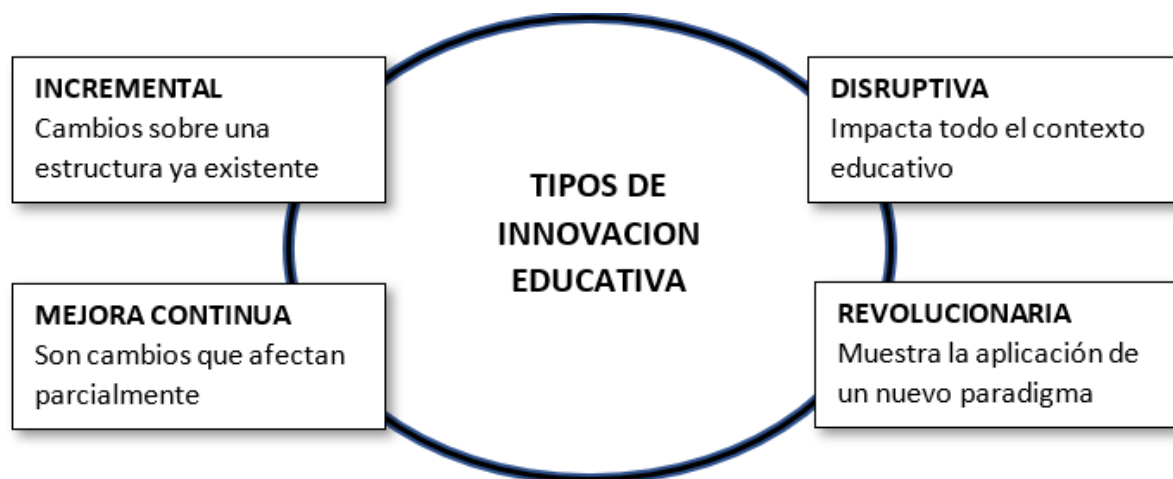 INCREMENTAL
Cambios sobre una
estructura ya existente
DISRUPTIVA
Impacta todo el contexto
educativo
TIPOS DE
INNOVACION
EDUCATIVA
MEJORA CONTINUA
Son cambios que afectan
parcialmente
REVOLUCIONARIA
Muestra la aplicación de
un nuevo paradigma